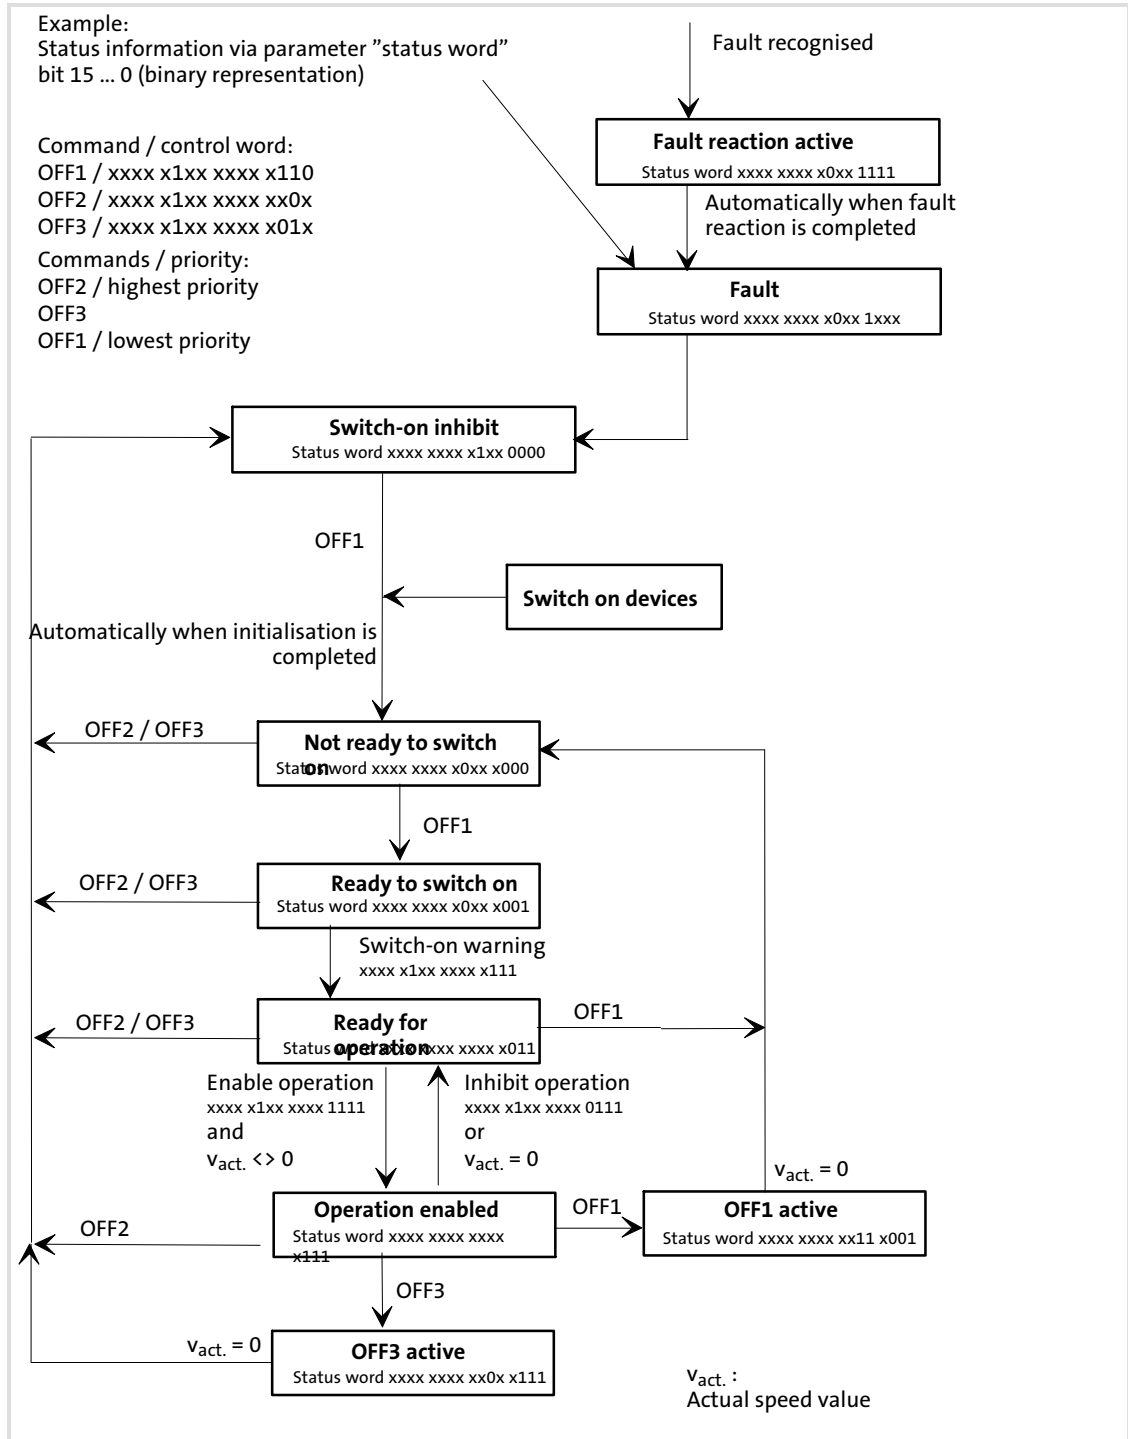 Example:
Status information via parameter ”status word”
bit 15 ... 0 (binary representation)
Fault recognised
Command / control word:
OFF1 / xxxx x1xx xxxx x110
OFF2 / xxxx x1xx xxxx xx0x
OFF3 / xxxx x1xx xxxx x01x
Commands / priority:
OFF2 / highest priority
OFF3
OFF1 / lowest priority
Fault reaction active
Status word xxxx xxxx x0xx 1111
Automatically when fault
reaction is completed
Fault
Status word xxxx xxxx x0xx 1xxx
Switch-on inhibit
Status word xxxx xxxx x1xx 0000
OFF1
Switch on devices
Automatically when initialisation is
completed
OFF2 / OFF3
Not ready to switch
on
Status word xxxx xxxx x0xx x000
OFF1
OFF2 / OFF3
Ready to switch on
Status word xxxx xxxx x0xx x001
Switch-on warning
xxxx x1xx xxxx x111
OFF2 / OFF3
Ready for
operation
Status word xxxx xxxx xxxx x011
OFF1
Enable operation
xxxx x1xx xxxx 1111
and
vact. <> 0
Inhibit operation
xxxx x1xx xxxx 0111
or
vact. = 0
vact. = 0
OFF2
Operation enabled
Status word xxxx xxxx xxxx
x111
OFF1
OFF1 active
Status word xxxx xxxx xx11 x001
OFF3
vact. = 0
OFF3 active
Status word xxxx xxxx xx0x x111
vact. :
Actual speed value